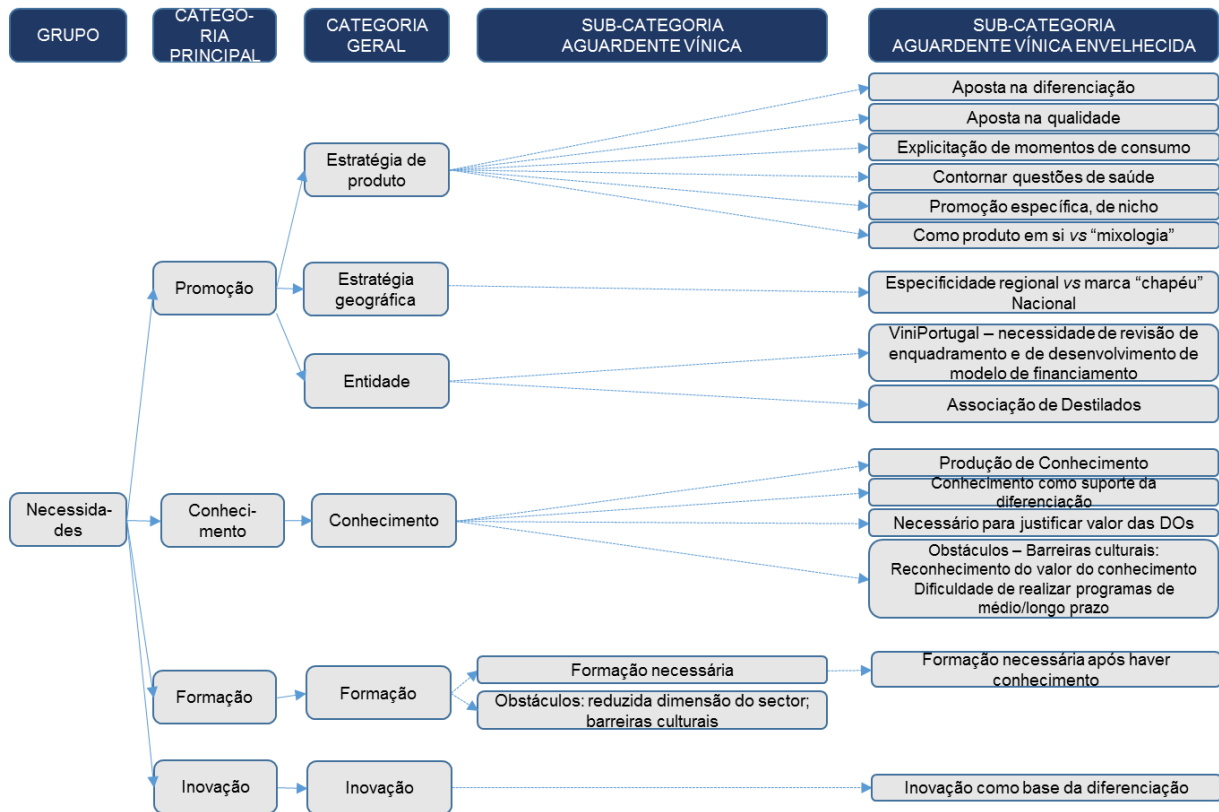 GRUPO
CATEGO-
RIA
PRINCIPAL
CATEGORIA
GERAL
SUB-CATEGORIA
AGUARDENTE VÍNICA
SUB-CATEGORIA
AGUARDENTE VÍNICA ENVELHECIDA
Necessida-
des
Promoção
Estratégia de
produto
Aposta na diferenciação
Aposta na qualidade
Explicitação de momentos de consumo
Contornar questões de saúde
Promoção específica, de nicho
Como produto em si vs “mixologia”
Estratégia
geográfica
Especificidade regional vs marca “chapéu”
Nacional
Entidade
ViniPortugal – necessidade de revisão de
enquadramento e de desenvolvimento de
modelo de financiamento
Associação de Destilados
Conheci-
mento
Conhecimento
Produção de Conhecimento
Conhecimento como suporte da
diferenciação
Necessário para justificar valor das DOs
Obstáculos – Barreiras culturais:
Reconhecimento do valor do conhecimento
Dificuldade de realizar programas de
médio/longo prazo
Formação
Formação
Formação necessária
Obstáculos: reduzida dimensão do sector;
barreiras culturais
Formação necessária após haver
conhecimento
Inovação
Inovação
Inovação como base da diferenciação